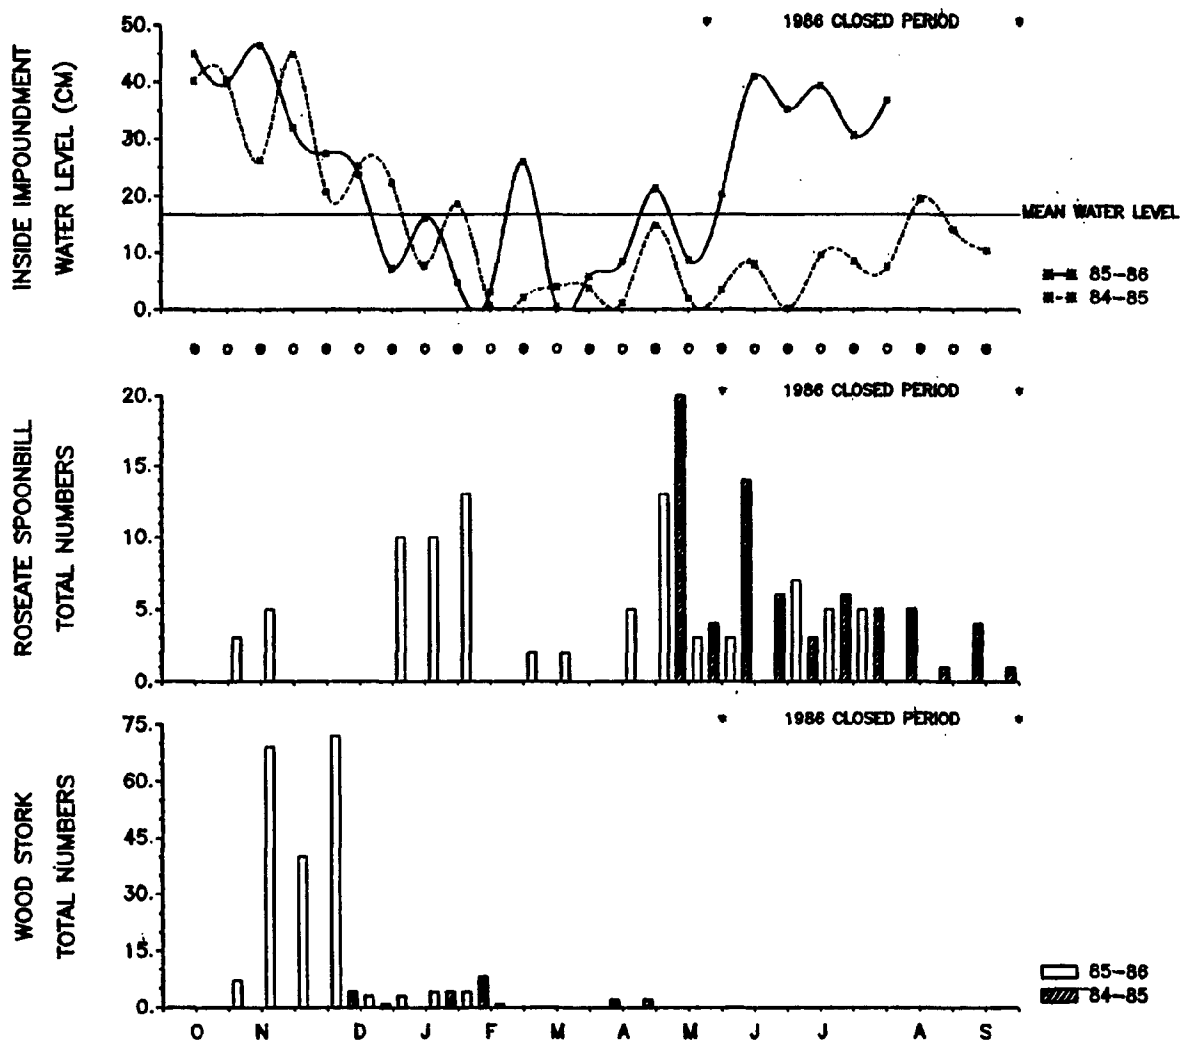 50.
* 1986 CLOSED PERIOD *
40.
30.
20.
10.
0.
INSIDE IMPOUNDMENT
WATER LEVEL (CM)
MEAN WATER LEVEL
85-86
84-85
20.
* 1986 CLOSED PERIOD *
15.
10.
5.
0.
ROSEATE SPOONBILL
TOTAL NUMBERS
75.
* 1986 CLOSED PERIOD *
60.
45.
30.
15.
0.
WOOD STORK
TOTAL NUMBERS
85-86
84-85
O N D J F M A M J J A S